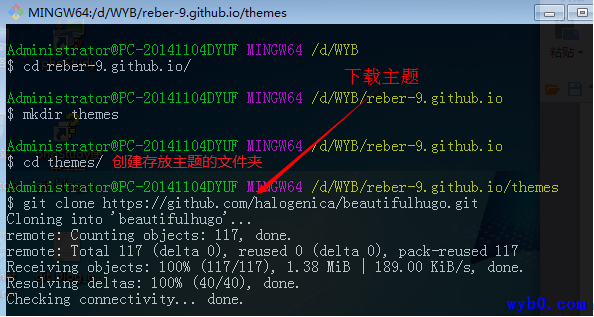 MINGW64:/d/WYB/reber-9.github.io/themes
Administrator@PC-20141104DYUF MINGW64 /d/WYB
$ cd reber-9.github.io/
下载主题
Administrator@PC-20141104DYUF MINGW64 /d/WYB/reber-9.github.io
$ mkdir themes
Administrator@PC-20141104DYUF MINGW64 /d/WYB/reber-9.github.io
$ cd themes/ 创建存放主题的文件夹
Administrator@PC-20141104DYUF MINGW64 /d/WYB/reber-9.github.io/themes
$ git clone https://github.com/halogenica/beautifulhugo.git
Cloning into 'beautifulhugo'...
remote: Counting objects: 117, done.
remote: Total 117 (delta 0), reused 0 (delta 0), pack-reused 117
Receiving objects: 100% (117/117), 1.38 MiB | 189.00 KiB/s, done.
Resolving deltas: 100% (40/40), done.
Checking connectivity... done.
粘贴
wyb0.com